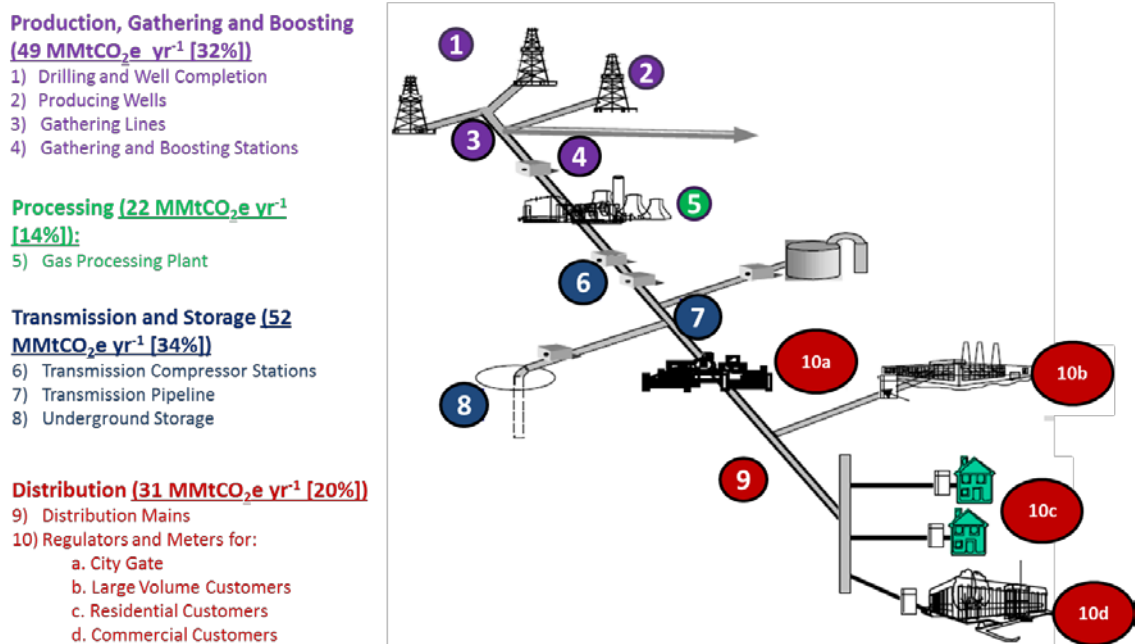 Production, Gathering and Boosting
(49 MMtCO₂e yr⁻¹ [32%])
1) Drilling and Well Completion
2) Producing Wells
3) Gathering Lines
4) Gathering and Boosting Stations
Processing (22 MMtCO₂e yr⁻¹
[14%]):
5) Gas Processing Plant
Transmission and Storage (52
MMtCO₂e yr⁻¹ [34%])
6) Transmission Compressor Stations
7) Transmission Pipeline
8) Underground Storage
Distribution (31 MMtCO₂e yr⁻¹ [20%])
9) Distribution Mains
10) Regulators and Meters for:
a. City Gate
b. Large Volume Customers
c. Residential Customers
d. Commercial Customers
1
2
3
4
5
6
7
10a
10b
8
9
10c
10d